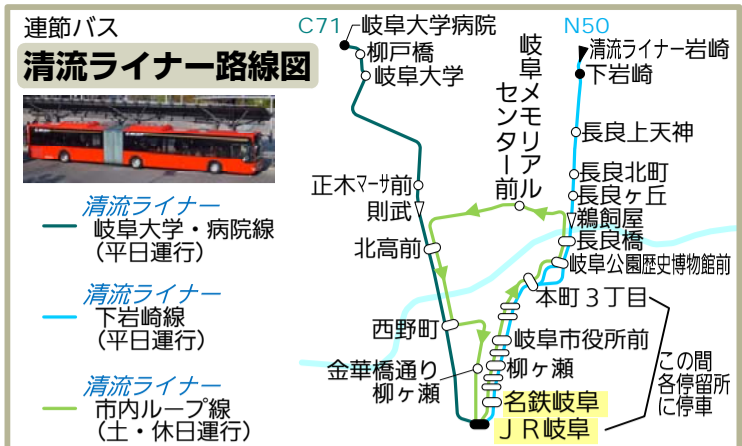 連節バス
清流ライナー路線図
清流ライナー
岐阜大学・病院線
(平日運行)
清流ライナー
下岩崎線
(平日運行)
清流ライナー
市内ループ線
(土・休日運行)
C71
岐阜大学病院
柳戸橋
岐阜大学
正木マーサ前
則武
北高前
西野町
金華橋通り
柳ヶ瀬
岐阜メモリアル
センター前
N50
清流ライナー岩崎
下岩崎
長良上天神
長良北町
長良ヶ丘
鵜飼屋
長良橋
岐阜公園歴史博物館前
本町3丁目
岐阜市役所前
柳ヶ瀬
名鉄岐阜
JR岐阜
この間
各停留所
に停車